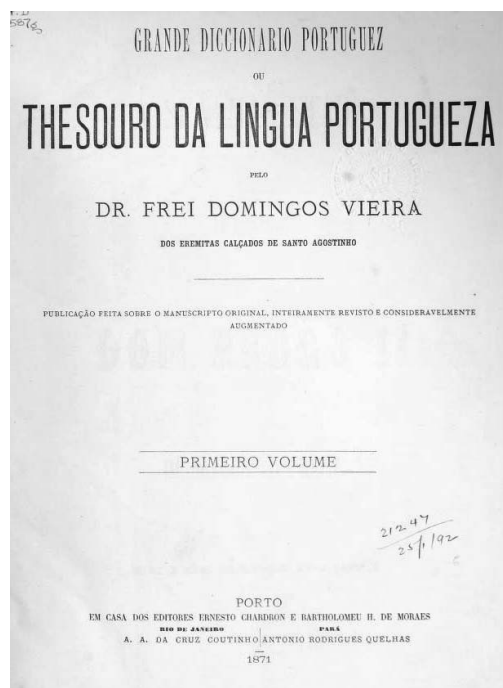 GRANDE DICCIONARIO PORTUGUEZ
OU
THESOURO DA LINGUA PORTUGUEZA
PELO
DR. FREI DOMINGOS VIEIRA
DOS EREMITAS CALÇADOS DE SANTO AGOSTINHO
PUBLICAÇÃO FEITA SOBRE O MANUSCRIPTO ORIGINAL, INTEIRAMENTE REVISTO E CONSIDERAVELMENTE
AUGMENTADO
PRIMEIRO VOLUME
21247
25/1/92
PORTO
EM CASA DOS EDITORES ERNESTO CHARDRON E BARTHOLOMEU H. DE MORAES
RIO DE JANEIRO PARÁ
A. A. DA CRUZ COUTINHO ANTONIO RODRIGUES QUELHAS
1871